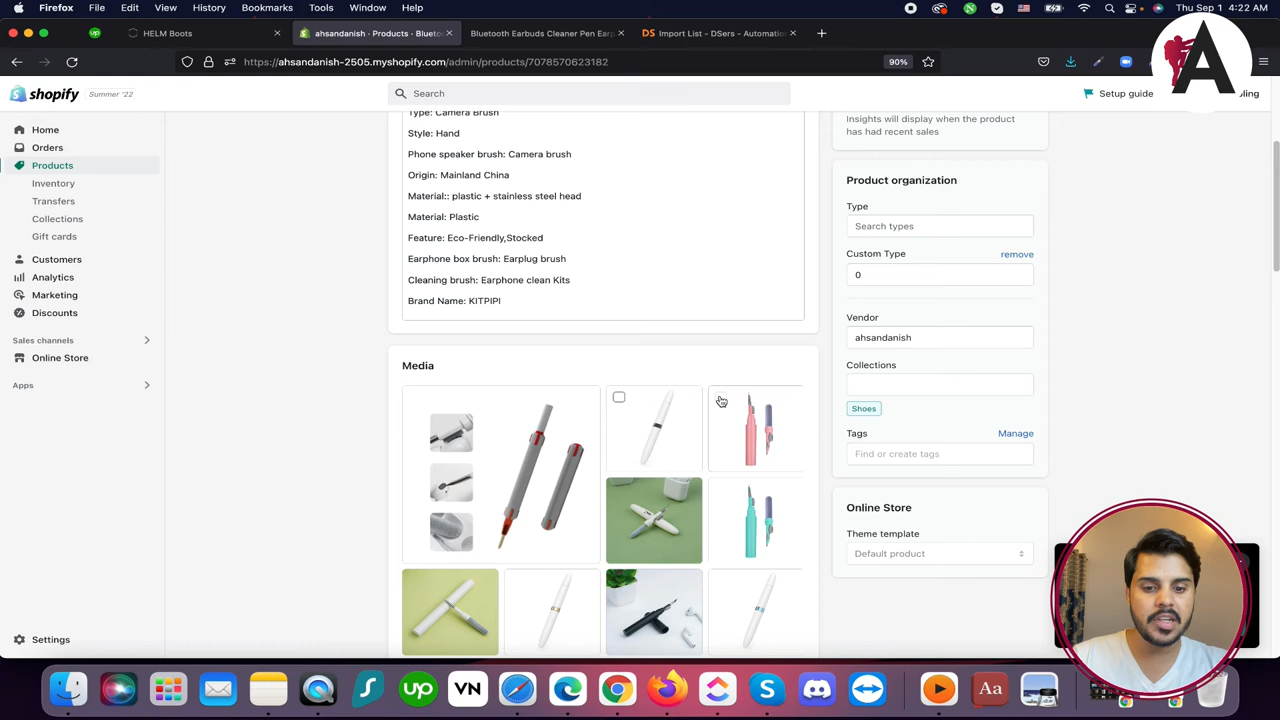 Firefox File Edit View History Bookmarks Tools Window Help Thu 4:22 AM
HELM Boots
ahsandanish · Products · Blueto
Bluetooth Earbuds Cleaner Pen Earp
DS Import List - DSers - Automation
https://ahsandanish-2505.myshopify.com/admin/products/7078570623182
90%
A
shopify
Summer '22
Search
Setup guide
Home
Orders
Products
Inventory
Transfers
Collections
Gift cards
Customers
Analytics
Marketing
Discounts
Sales channels
Online Store
Apps
Settings
Type: Camera Brush
Style: Hand
Phone speaker brush: Camera brush
Origin: Mainland China
Material:: plastic + stainless steel head
Material: Plastic
Feature: Eco-Friendly,Stocked
Earphone box brush: Earplug brush
Cleaning brush: Earphone clean Kits
Brand Name: KITPIPI
Media
Insights will display when the product
has had recent sales
Product organization
Type
Search types
Custom Type
remove
0
Vendor
ahsandanish
Collections
Shoes
Tags
Manage
Find or create tags
Online Store
Theme template
Default product
up
VN
S
Aa